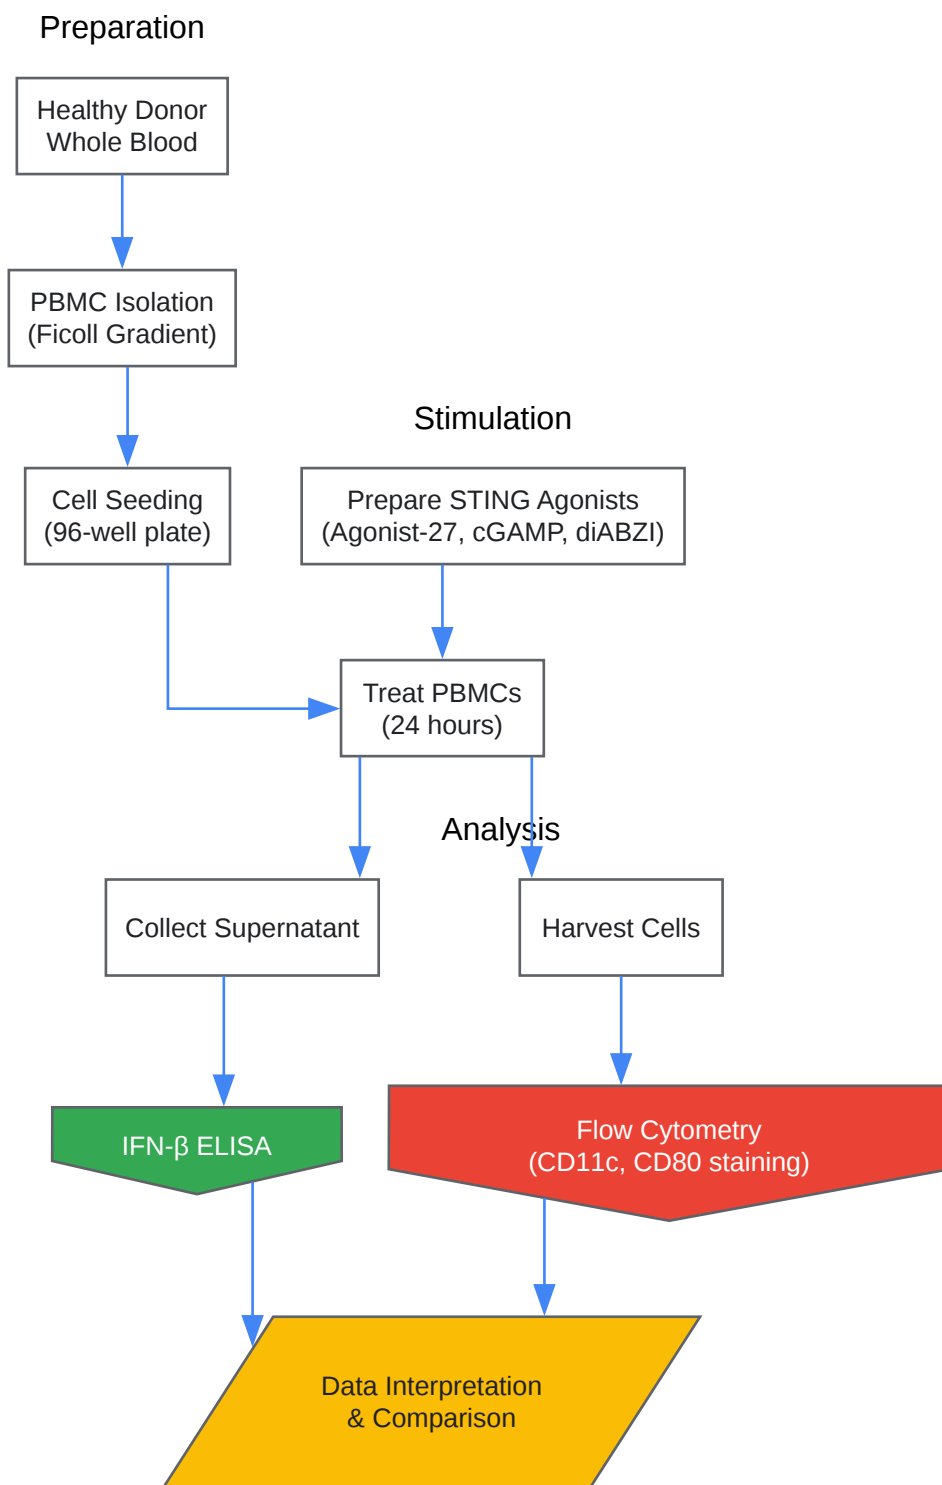 Preparation
Healthy Donor
Whole Blood
PBMC Isolation
(Ficoll Gradient)
Stimulation
Cell Seeding
(96-well plate)
Prepare STING Agonists
(Agonist-27, cGAMP, diABZI)
Treat PBMCs
(24 hours)
Analysis
Collect Supernatant
Harvest Cells
IFN-β ELISA
Flow Cytometry
(CD11c, CD80 staining)
Data Interpretation
& Comparison